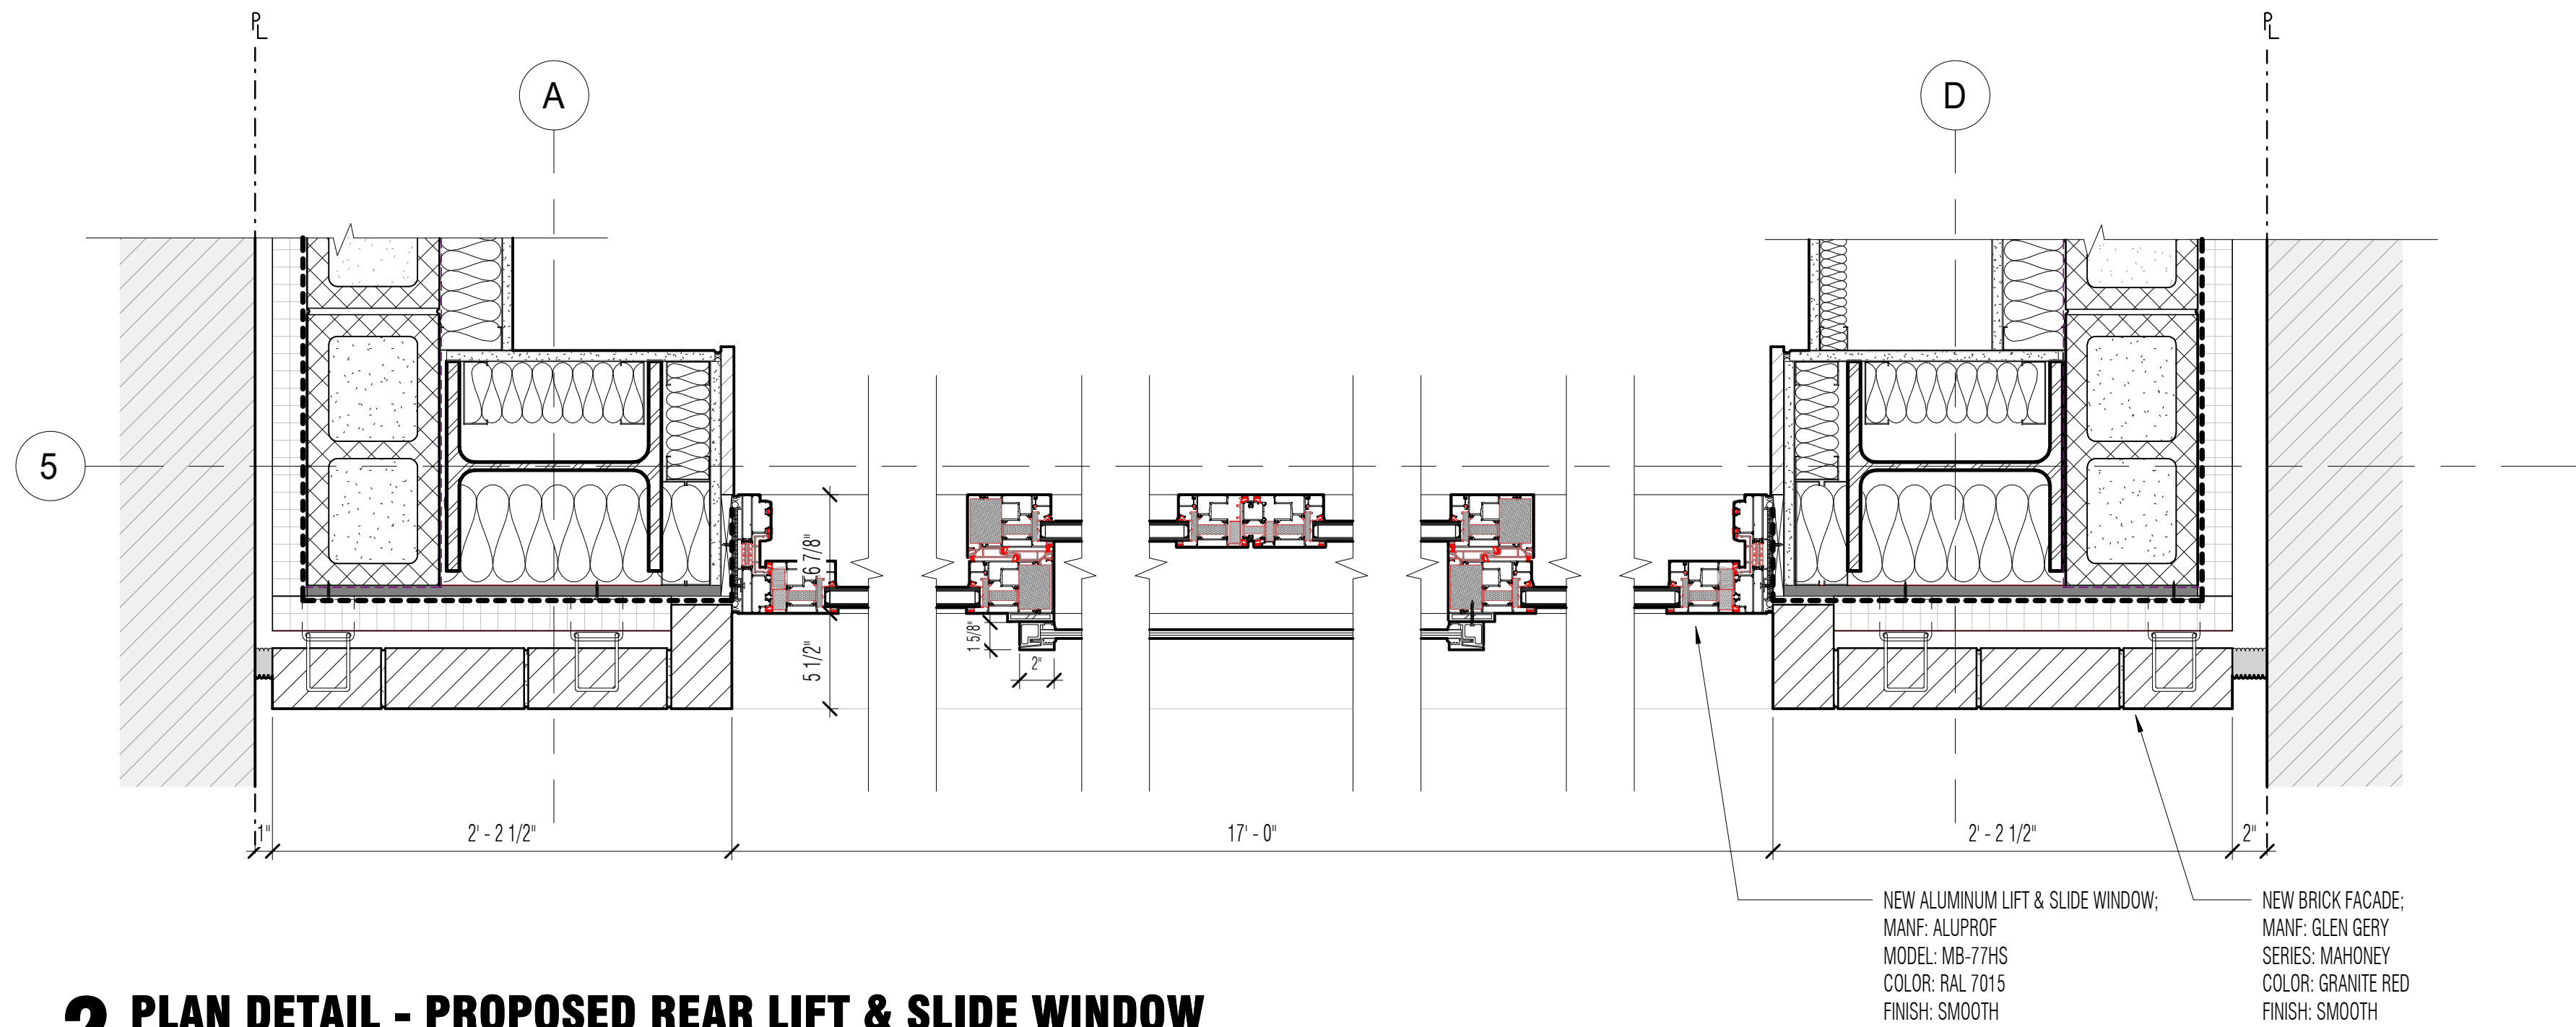 PL
PL
A
D
5
6 7/8"
1 5/8"
5 1/2"
2"
1"
2' - 2 1/2"
17' - 0"
2' - 2 1/2"
2"
NEW ALUMINUM LIFT & SLIDE WINDOW;
MANF: ALUPROF
MODEL: MB-77HS
COLOR: RAL 7015
FINISH: SMOOTH
NEW BRICK FACADE;
MANF: GLEN GERY
SERIES: MAHONEY
COLOR: GRANITE RED
FINISH: SMOOTH
PLAN DETAIL - PROPOSED REAR LIFT & SLIDE WINDOW